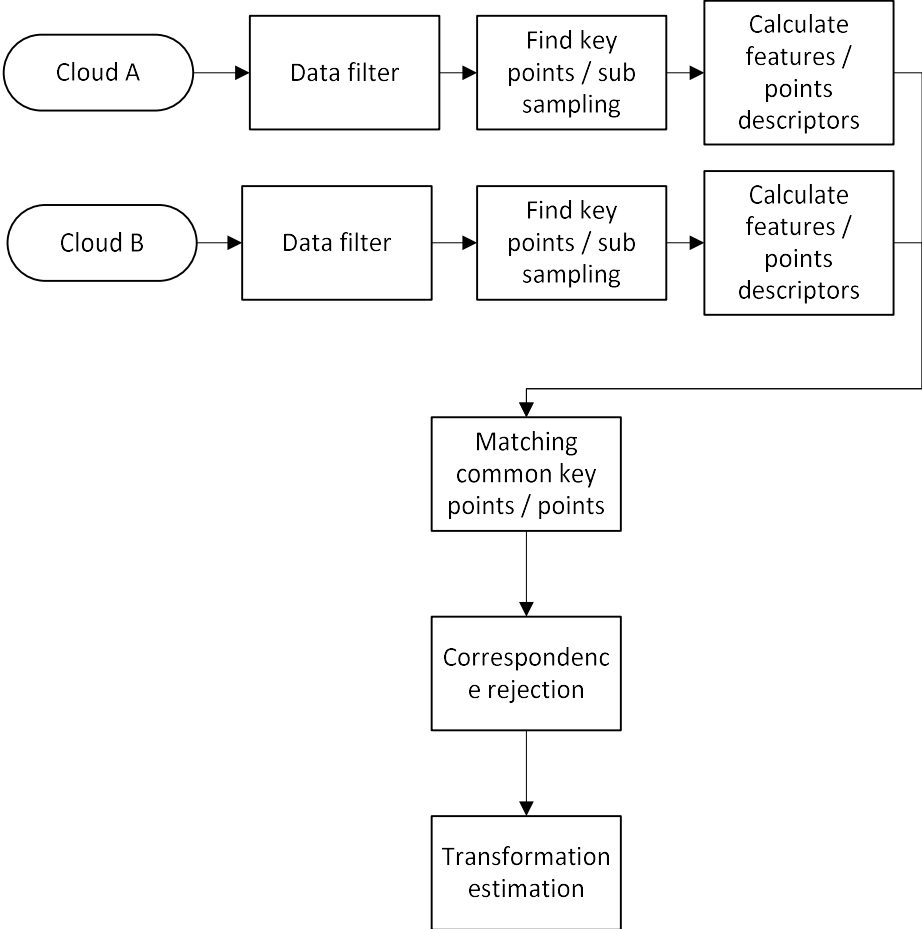 Cloud A
Data filter
Find key
points / sub
sampling
Calculate
features /
points
descriptors
Cloud B
Data filter
Find key
points / sub
sampling
Calculate
features /
points
descriptors
Matching
common key
points / points
Correspondenc
e rejection
Transformation
estimation